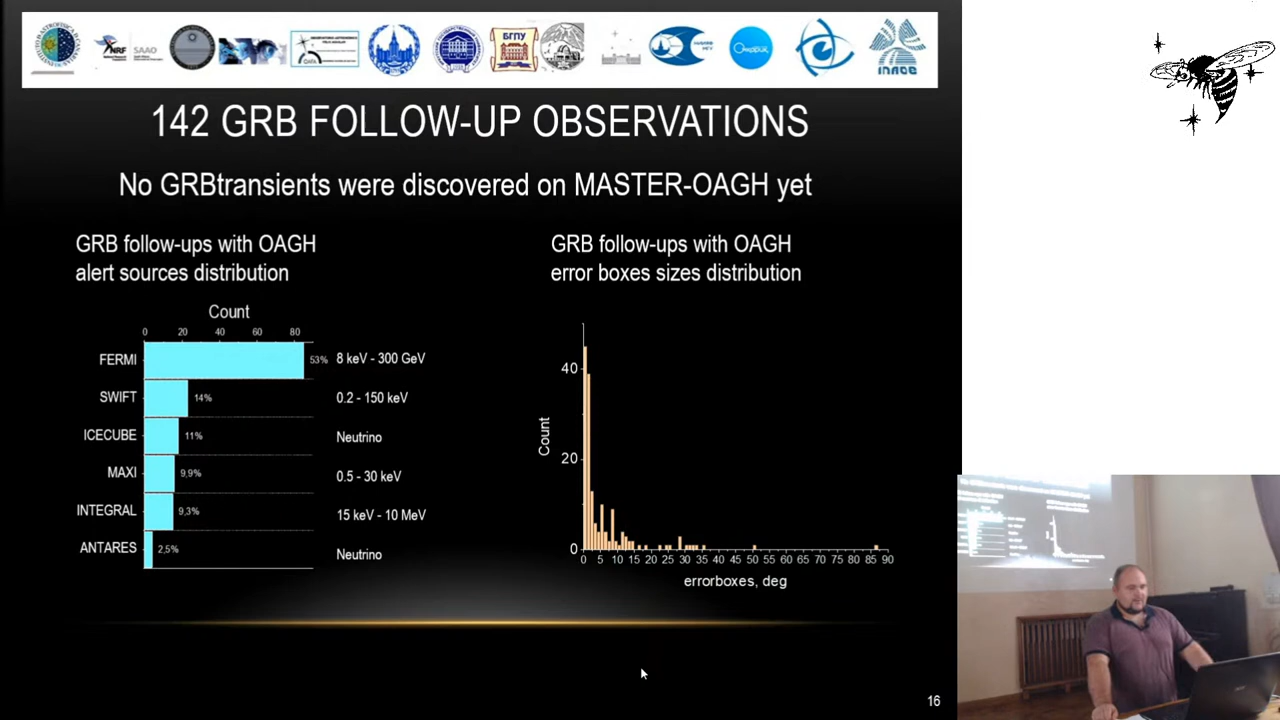 NRF
SAAO
OAFA
БГПУ
Омарик
INAOE
142 GRB FOLLOW-UP OBSERVATIONS
No GRBtransients were discovered on MASTER-OAGH yet
GRB follow-ups with OAGH
alert sources distribution
Count
0 20 40 60 80
FERMI 53% 8 keV - 300 GeV
SWIFT 14% 0.2 - 150 keV
ICECUBE 11% Neutrino
MAXI 9,9% 0.5 - 30 keV
INTEGRAL 9,3% 15 keV - 10 MeV
ANTARES 2,5% Neutrino
GRB follow-ups with OAGH
error boxes sizes distribution
Count
40
20
0
0 5 10 15 20 25 30 35 40 45 50 55 60 65 70 75 80 85 90
errorboxes, deg
16